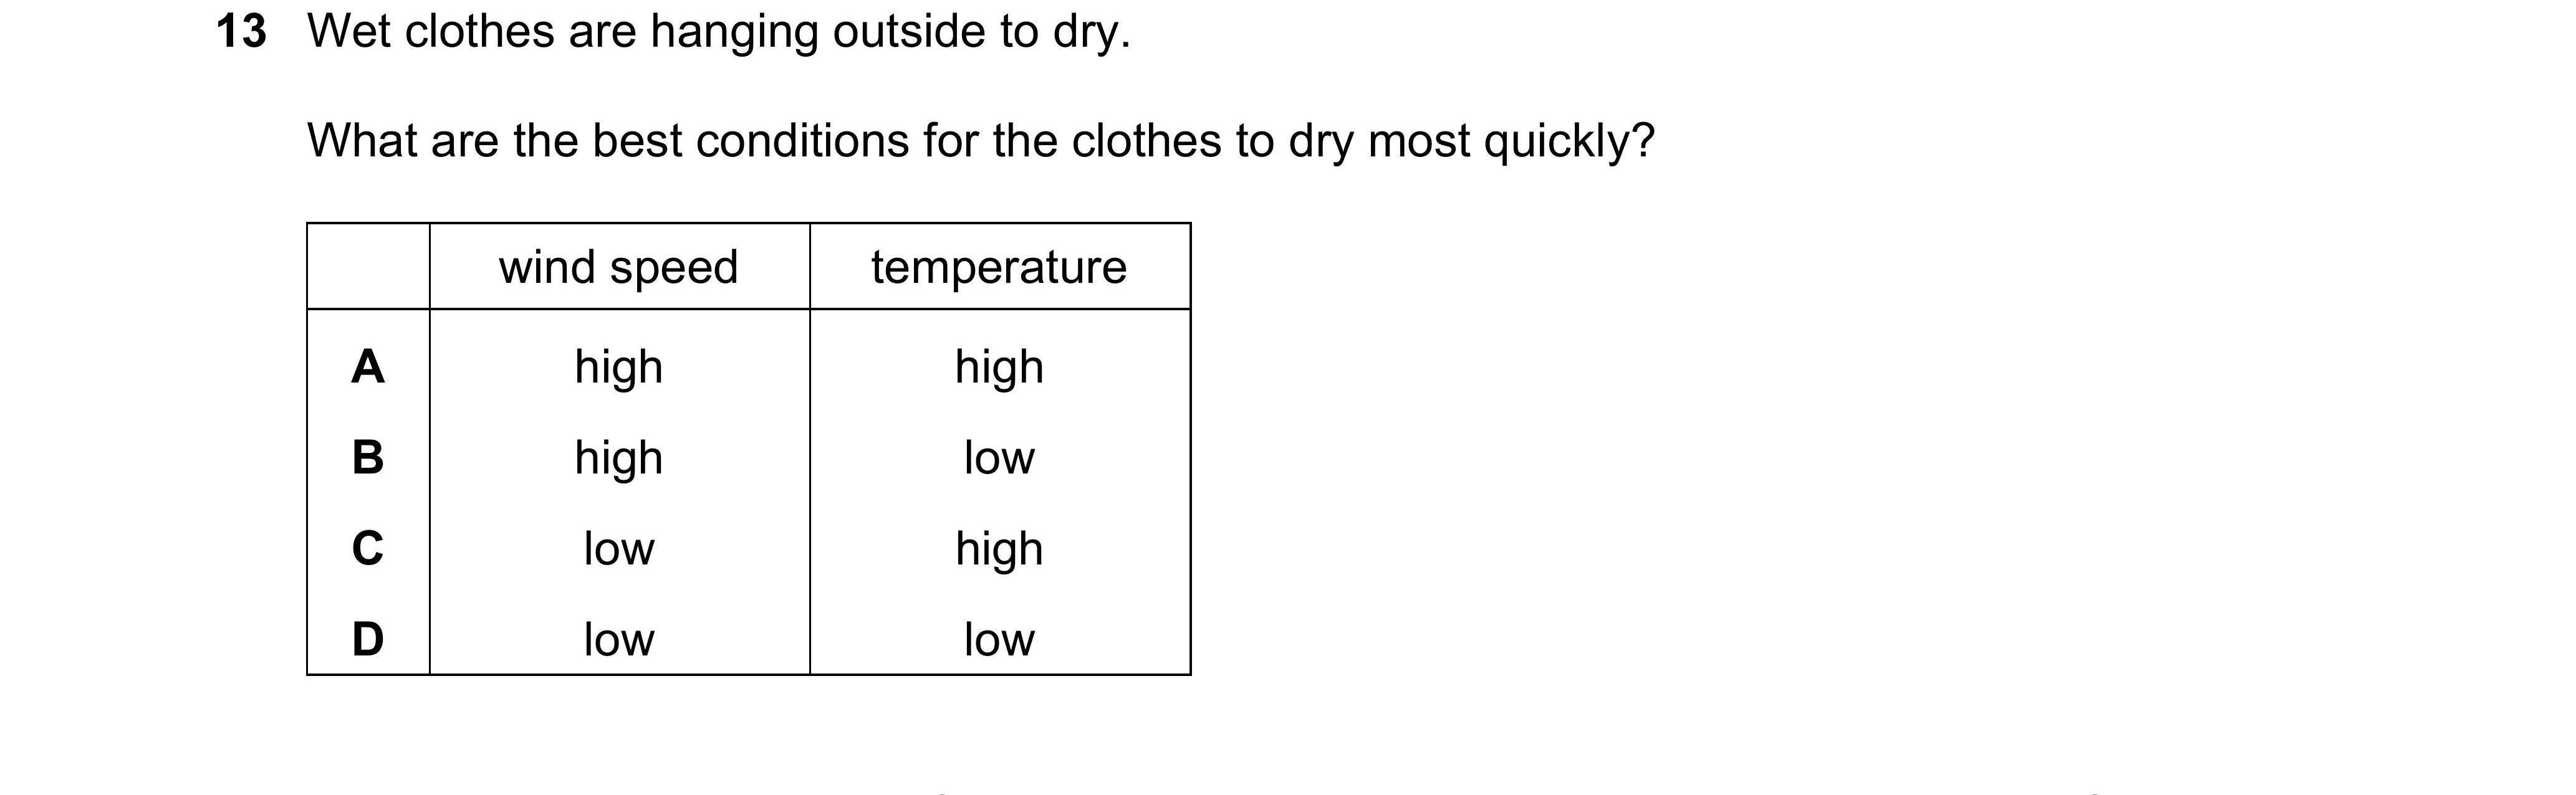 13 Wet clothes are hanging outside to dry.
What are the best conditions for the clothes to dry most quickly?
wind speed temperature
A high high
B high low
C low high
D low low